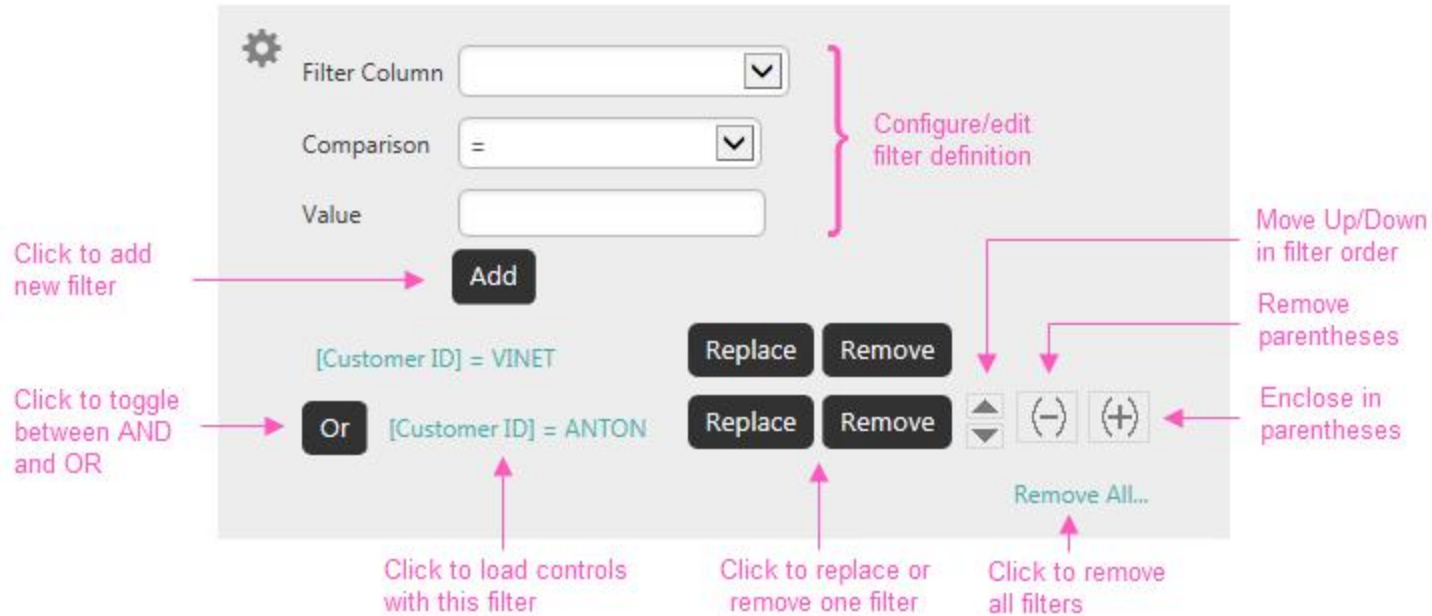 Filter Column
Configure/edit
filter definition
Comparison
=
Value
Move Up/Down
in filter order
Click to add
new filter
Add
Remove
parentheses
[Customer ID] = VINET
Replace
Remove
Click to toggle
between AND
and OR
Or
[Customer ID] = ANTON
Replace
Remove
(-)
(+)
Enclose in
parentheses
Remove All...
Click to load controls
with this filter
Click to replace or
remove one filter
Click to remove
all filters